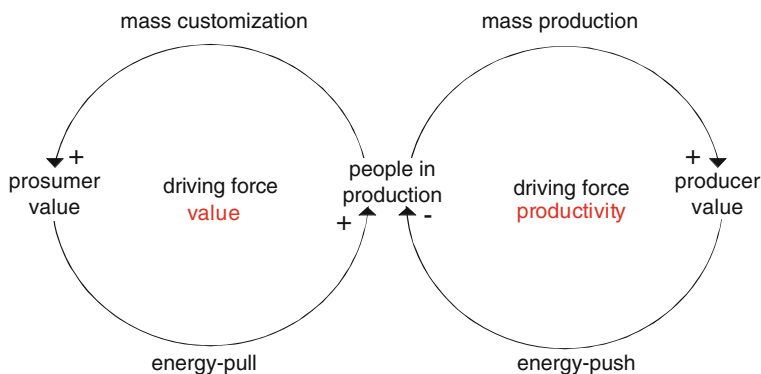 mass customization
mass production
+
prosumer
value
driving force
value
people in
production
+
-
driving force
productivity
+
producer
value
energy-pull
energy-push